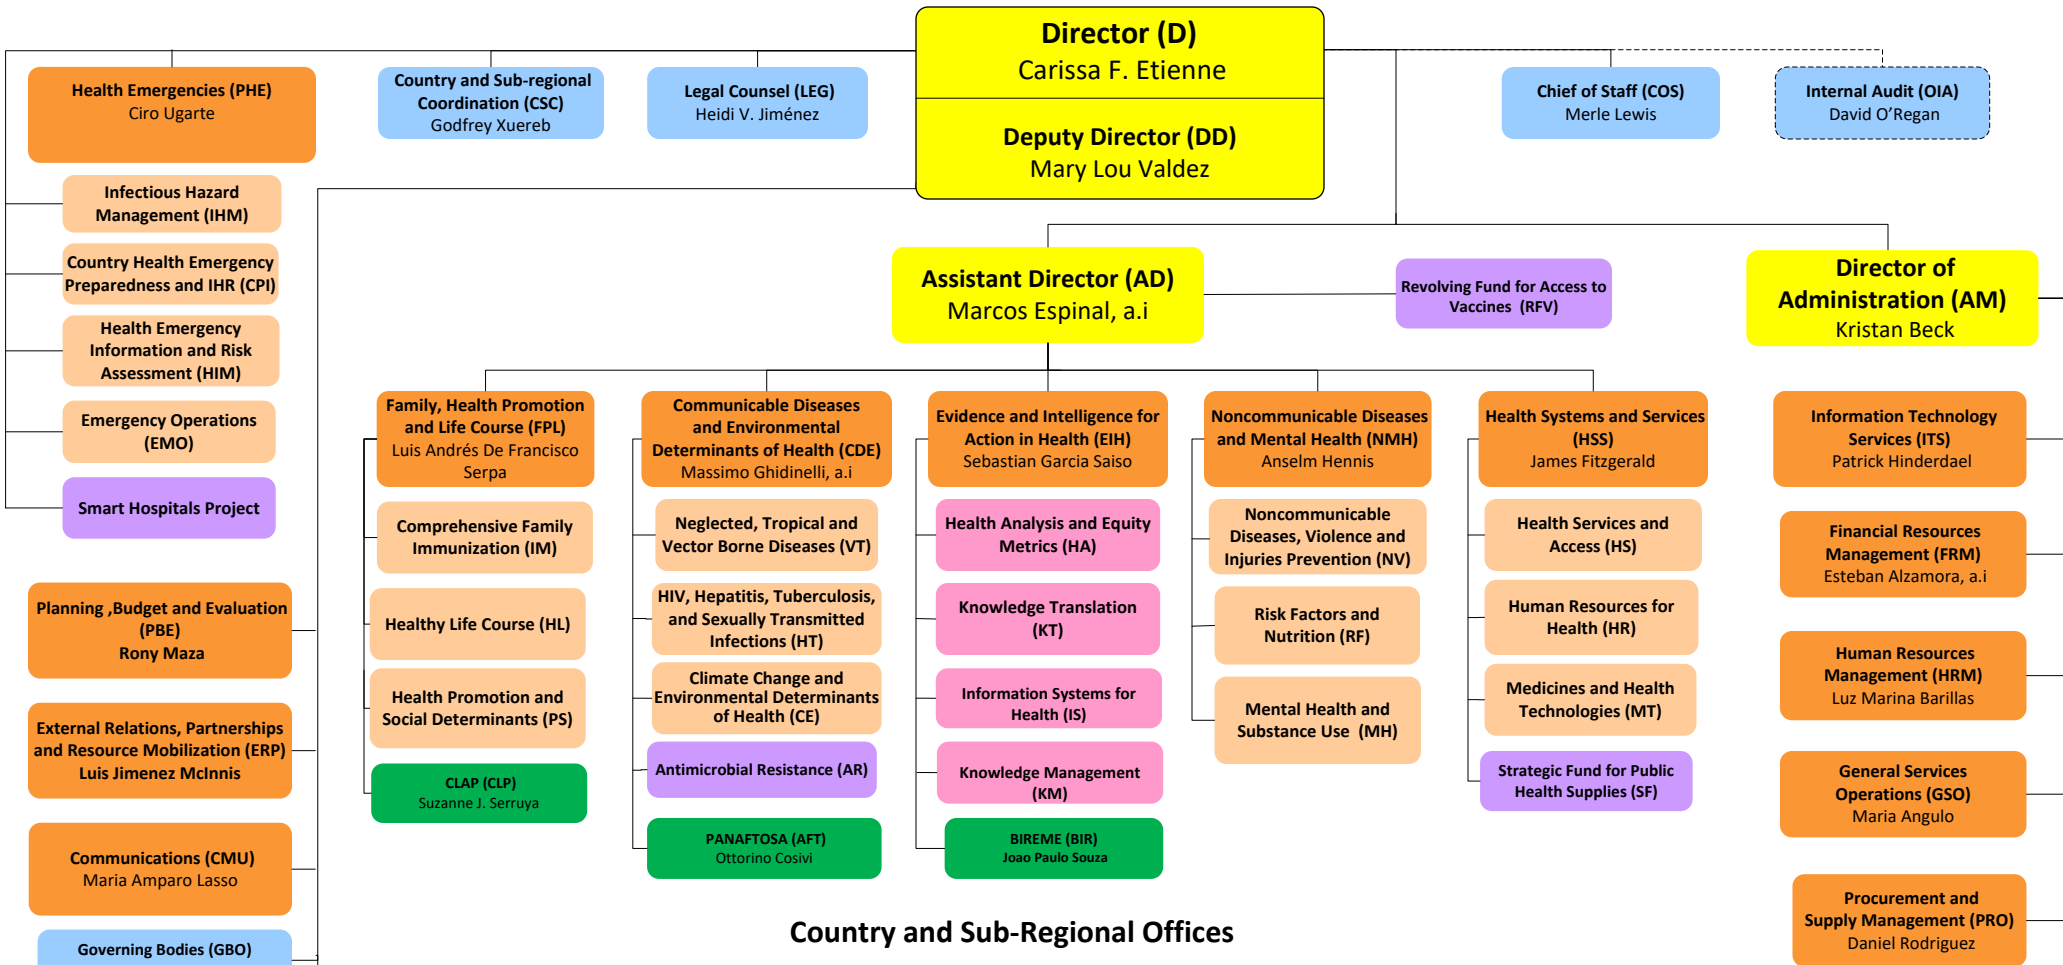 Director (D)
Carissa F. Etienne
Deputy Director (DD)
Mary Lou Valdez
Health Emergencies (PHE)
Ciro Ugarte
Country and Sub-regional
Coordination (CSC)
Godfrey Xuereb
Legal Counsel (LEG)
Heidi V. Jiménez
Chief of Staff (COS)
Merle Lewis
Internal Audit (OIA)
David O’Regan
Infectious Hazard
Management (IHM)
Country Health Emergency
Preparedness and IHR (CPI)
Health Emergency
Information and Risk
Assessment (HIM)
Emergency Operations
(EMO)
Smart Hospitals Project
Planning ,Budget and Evaluation
(PBE)
Rony Maza
External Relations, Partnerships
and Resource Mobilization (ERP)
Luis Jimenez McInnis
Communications (CMU)
Maria Amparo Lasso
Governing Bodies (GBO)
Assistant Director (AD)
Marcos Espinal, a.i
Revolving Fund for Access to
Vaccines (RFV)
Director of
Administration (AM)
Kristan Beck
Family, Health Promotion
and Life Course (FPL)
Luis Andrés De Francisco
Serpa
Comprehensive Family
Immunization (IM)
Healthy Life Course (HL)
Health Promotion and
Social Determinants (PS)
CLAP (CLP)
Suzanne J. Serruya
Communicable Diseases
and Environmental
Determinants of Health (CDE)
Massimo Ghidinelli, a.i
Neglected, Tropical and
Vector Borne Diseases (VT)
HIV, Hepatitis, Tuberculosis,
and Sexually Transmitted
Infections (HT)
Climate Change and
Environmental Determinants
of Health (CE)
Antimicrobial Resistance (AR)
PANAFTOSA (AFT)
Ottorino Cosivi
Evidence and Intelligence for
Action in Health (EIH)
Sebastian Garcia Saiso
Health Analysis and Equity
Metrics (HA)
Knowledge Translation
(KT)
Information Systems for
Health (IS)
Knowledge Management
(KM)
BIREME (BIR)
Joao Paulo Souza
Noncommunicable Diseases
and Mental Health (NMH)
Anselm Hennis
Noncommunicable
Diseases, Violence and
Injuries Prevention (NV)
Risk Factors and
Nutrition (RF)
Mental Health and
Substance Use (MH)
Health Systems and Services
(HSS)
James Fitzgerald
Health Services and
Access (HS)
Human Resources for
Health (HR)
Medicines and Health
Technologies (MT)
Strategic Fund for Public
Health Supplies (SF)
Information Technology
Services (ITS)
Patrick Hinderdael
Financial Resources
Management (FRM)
Esteban Alzamora, a.i
Human Resources
Management (HRM)
Luz Marina Barillas
General Services
Operations (GSO)
Maria Angulo
Procurement and
Supply Management (PRO)
Daniel Rodriguez
Country and Sub-Regional Offices